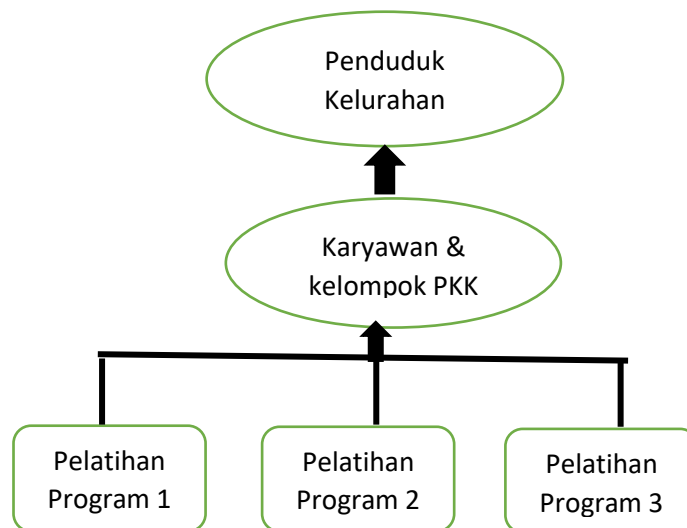 Penduduk
Kelurahan
Karyawan &
kelompok PKK
Pelatihan
Program 1
Pelatihan
Program 2
Pelatihan
Program 3